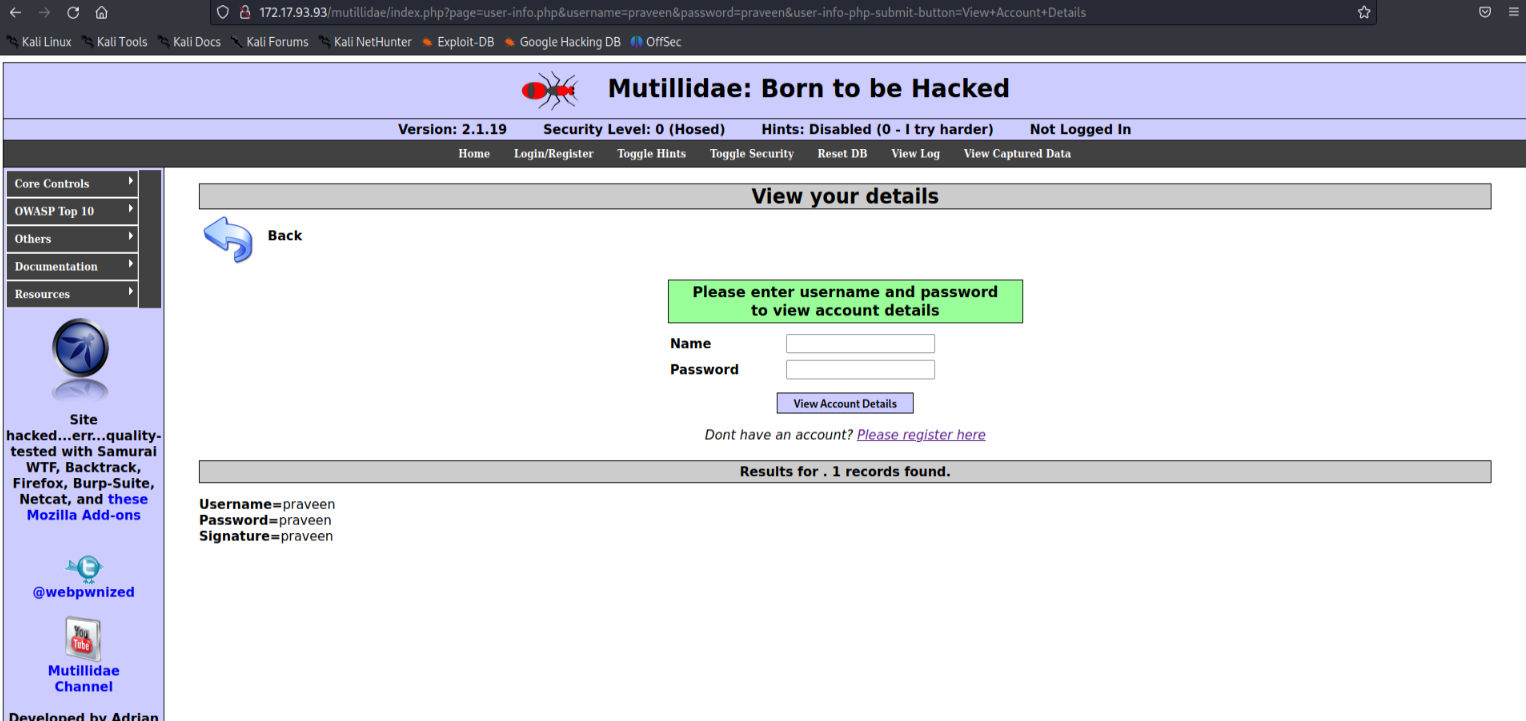 172.17.93.93/mutillidae/index.php?page=user-info.php&username=praveen&password=praveen&user-info-php-submit-button=View+Account+Details
Kali Linux Kali Tools Kali Docs Kali Forums Kali NetHunter Exploit-DB Google Hacking DB OffSec
Mutillidae: Born to be Hacked
Version: 2.1.19 Security Level: 0 (Hosed) Hints: Disabled (0 - I try harder) Not Logged In
Home Login/Register Toggle Hints Toggle Security Reset DB View Log View Captured Data
Core Controls
OWASP Top 10
Others
Documentation
Resources
Site
hacked...err...quality-
tested with Samurai
WTF, Backtrack,
Firefox, Burp-Suite,
Netcat, and these
Mozilla Add-ons
@webpwnized
You
Tube
Mutillidae
Channel
Developed by Adrian
View your details
Back
Please enter username and password
to view account details
Name
Password
View Account Details
Dont have an account? Please register here
Results for . 1 records found.
Username=praveen
Password=praveen
Signature=praveen